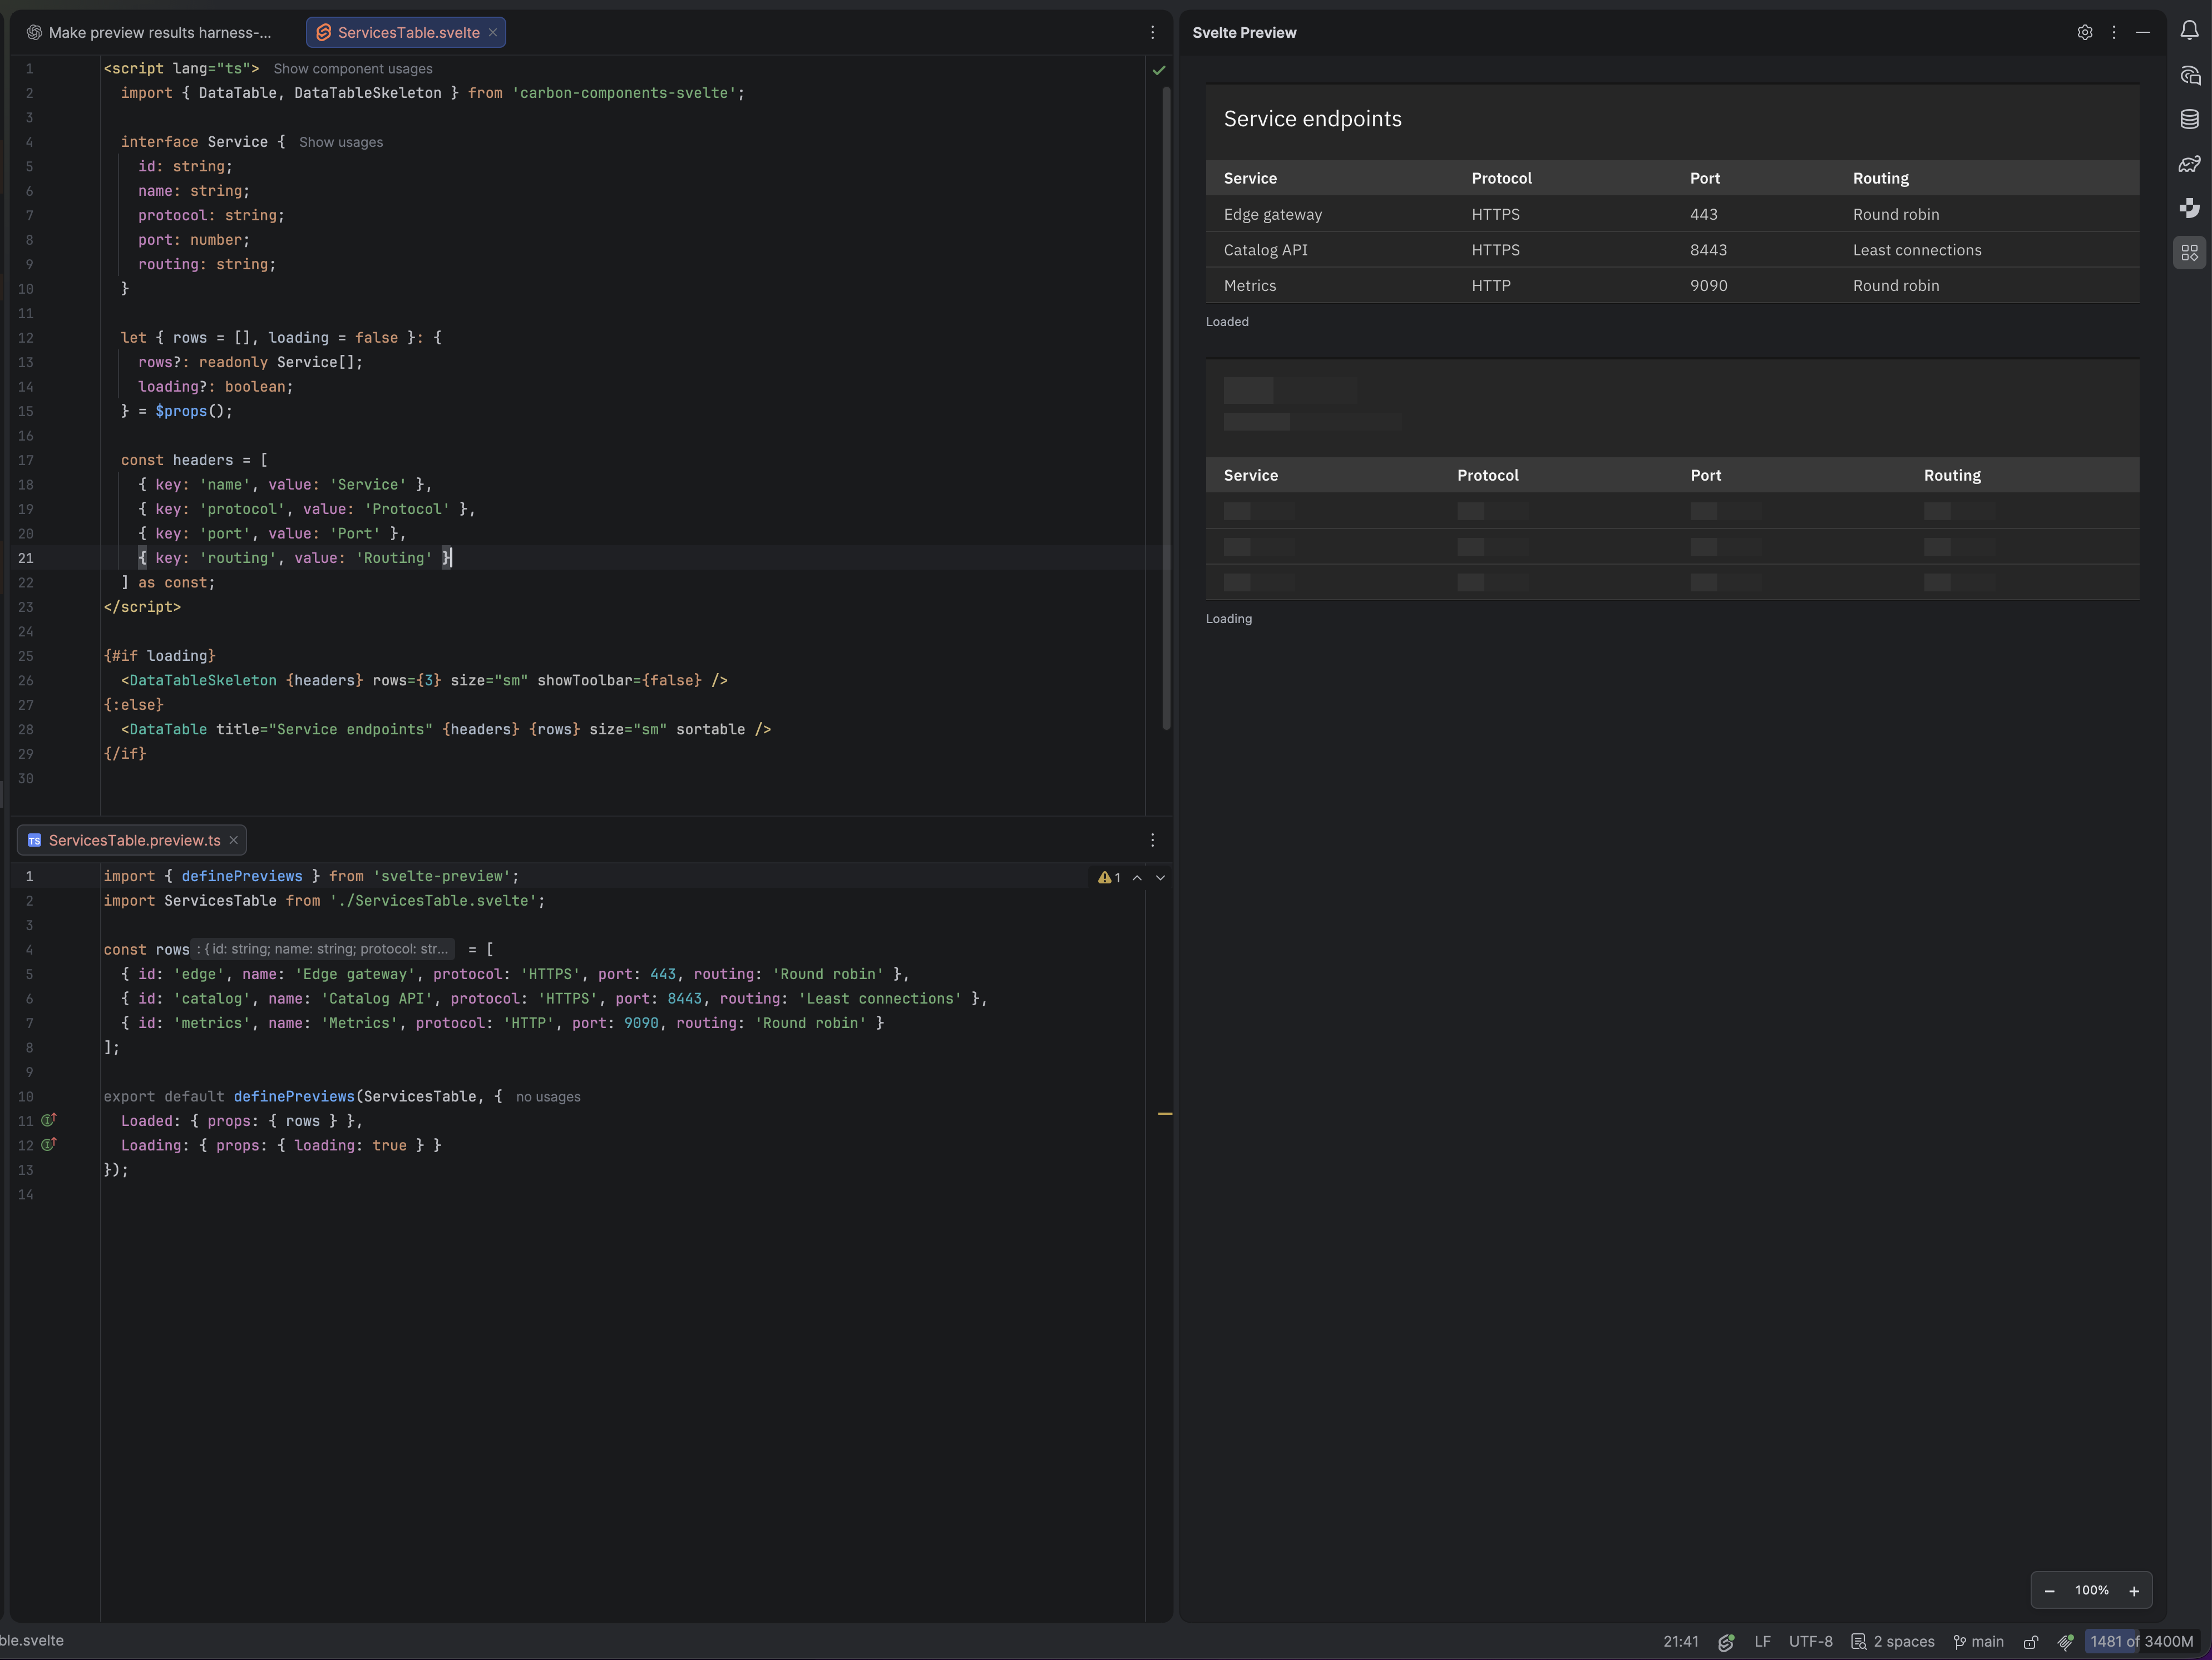 Make preview results harness-...
ServicesTable.svelte
1 <script lang="ts"> Show component usages
2 import { DataTable, DataTableSkeleton } from 'carbon-components-svelte';
3
4 interface Service { Show usages
5 id: string;
6 name: string;
7 protocol: string;
8 port: number;
9 routing: string;
10 }
11
12 let { rows = [], loading = false }: {
13 rows?: readonly Service[];
14 loading?: boolean;
15 } = $props();
16
17 const headers = [
18 { key: 'name', value: 'Service' },
19 { key: 'protocol', value: 'Protocol' },
20 { key: 'port', value: 'Port' },
21 { key: 'routing', value: 'Routing' }
22 ] as const;
23 </script>
24
25 {#if loading}
26 <DataTableSkeleton {headers} rows={3} size="sm" showToolbar={false} />
27 {:else}
28 <DataTable title="Service endpoints" {headers} {rows} size="sm" sortable />
29 {/if}
30
TS ServicesTable.preview.ts
1 import { definePreviews } from 'svelte-preview';
1
2 import ServicesTable from './ServicesTable.svelte';
3
4 const rows : { id: string; name: string; protocol: str... = [
5 { id: 'edge', name: 'Edge gateway', protocol: 'HTTPS', port: 443, routing: 'Round robin' },
6 { id: 'catalog', name: 'Catalog API', protocol: 'HTTPS', port: 8443, routing: 'Least connections' },
7 { id: 'metrics', name: 'Metrics', protocol: 'HTTP', port: 9090, routing: 'Round robin' }
8 ];
9
10 export default definePreviews(ServicesTable, { no usages
11 Loaded: { props: { rows } },
12 Loading: { props: { loading: true } }
13 });
14
Svelte Preview
Service endpoints
Service Protocol Port Routing
Edge gateway HTTPS 443 Round robin
Catalog API HTTPS 8443 Least connections
Metrics HTTP 9090 Round robin
Loaded
Service Protocol Port Routing
Loading
100%
ble.svelte
21:41 LF UTF-8 2 spaces main 1481 of 3400M